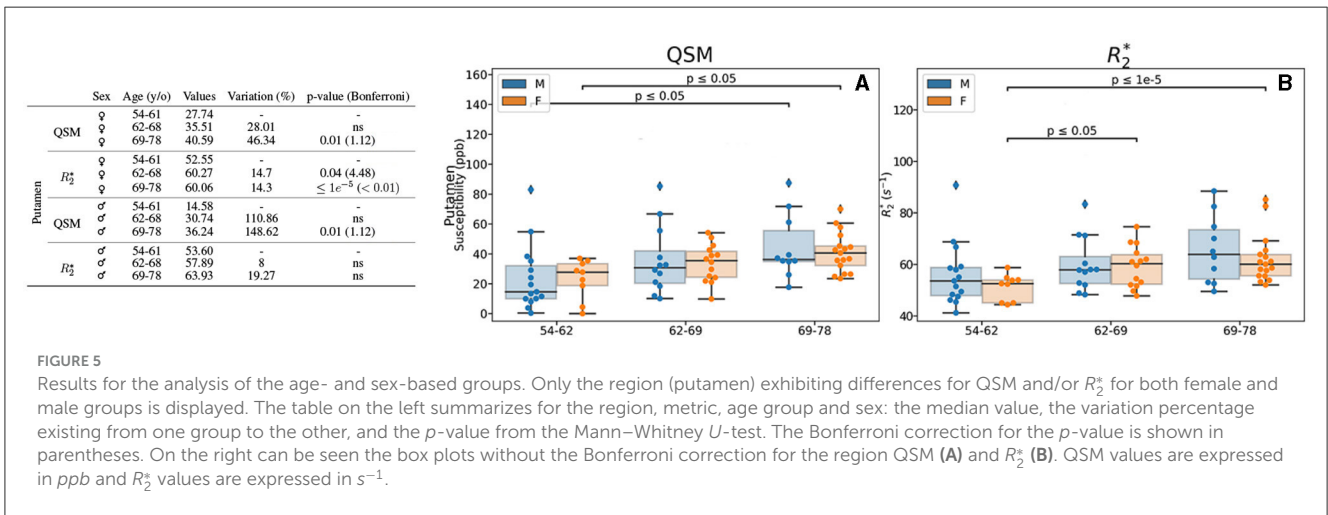 Sex Age (y/o) Values Variation (%) p-value (Bonferroni)
Putamen
QSM
♀ 54-61 27.74 - -
♀ 62-68 35.51 28.01 ns
♀ 69-78 40.59 46.34 0.01 (1.12)
R₂*
♀ 54-61 52.55 - -
♀ 62-68 60.27 14.7 0.04 (4.48)
♀ 69-78 60.06 14.3 ≤ 1e⁻⁵ (< 0.01)
QSM
♂ 54-61 14.58 - -
♂ 62-68 30.74 110.86 ns
♂ 69-78 36.24 148.62 0.01 (1.12)
R₂*
♂ 54-61 53.60 - -
♂ 62-68 57.89 8 ns
♂ 69-78 63.93 19.27 ns
QSM
A
M
F
p ≤ 0.05
p ≤ 0.05
Putamen
Susceptibility (ppb)
160
140
120
100
80
60
40
20
0
54-62 62-69 69-78
R₂*
B
M
F
p ≤ 1e-5
p ≤ 0.05
R₂* (s⁻¹)
120
100
80
60
40
54-62 62-69 69-78
FIGURE 5
Results for the analysis of the age- and sex-based groups. Only the region (putamen) exhibiting differences for QSM and/or R₂* for both female and
male groups is displayed. The table on the left summarizes for the region, metric, age group and sex: the median value, the variation percentage
existing from one group to the other, and the p-value from the Mann–Whitney U-test. The Bonferroni correction for the p-value is shown in
parentheses. On the right can be seen the box plots without the Bonferroni correction for the region QSM (A) and R₂* (B). QSM values are expressed
in ppb and R₂* values are expressed in s⁻¹.